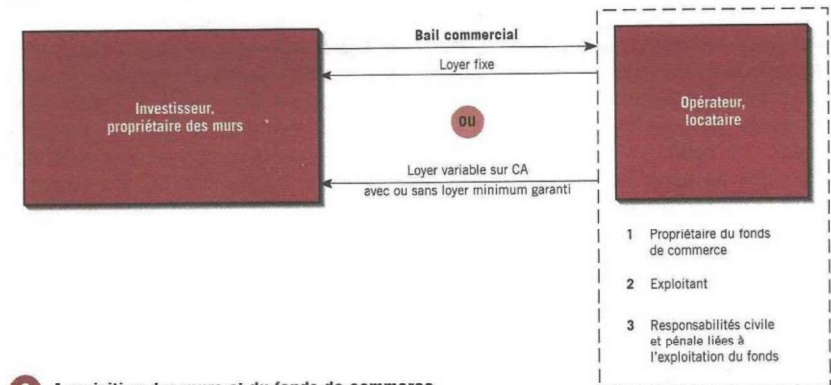 Bail commercial
Loyer fixe
Investisseur,
propriétaire des murs
OU
Opérateur,
locataire
Loyer variable sur CA
avec ou sans loyer minimum garanti
1 Propriétaire du fonds
de commerce
2 Exploitant
3 Responsabilités civile
et pénale liées à
l'exploitation du fonds